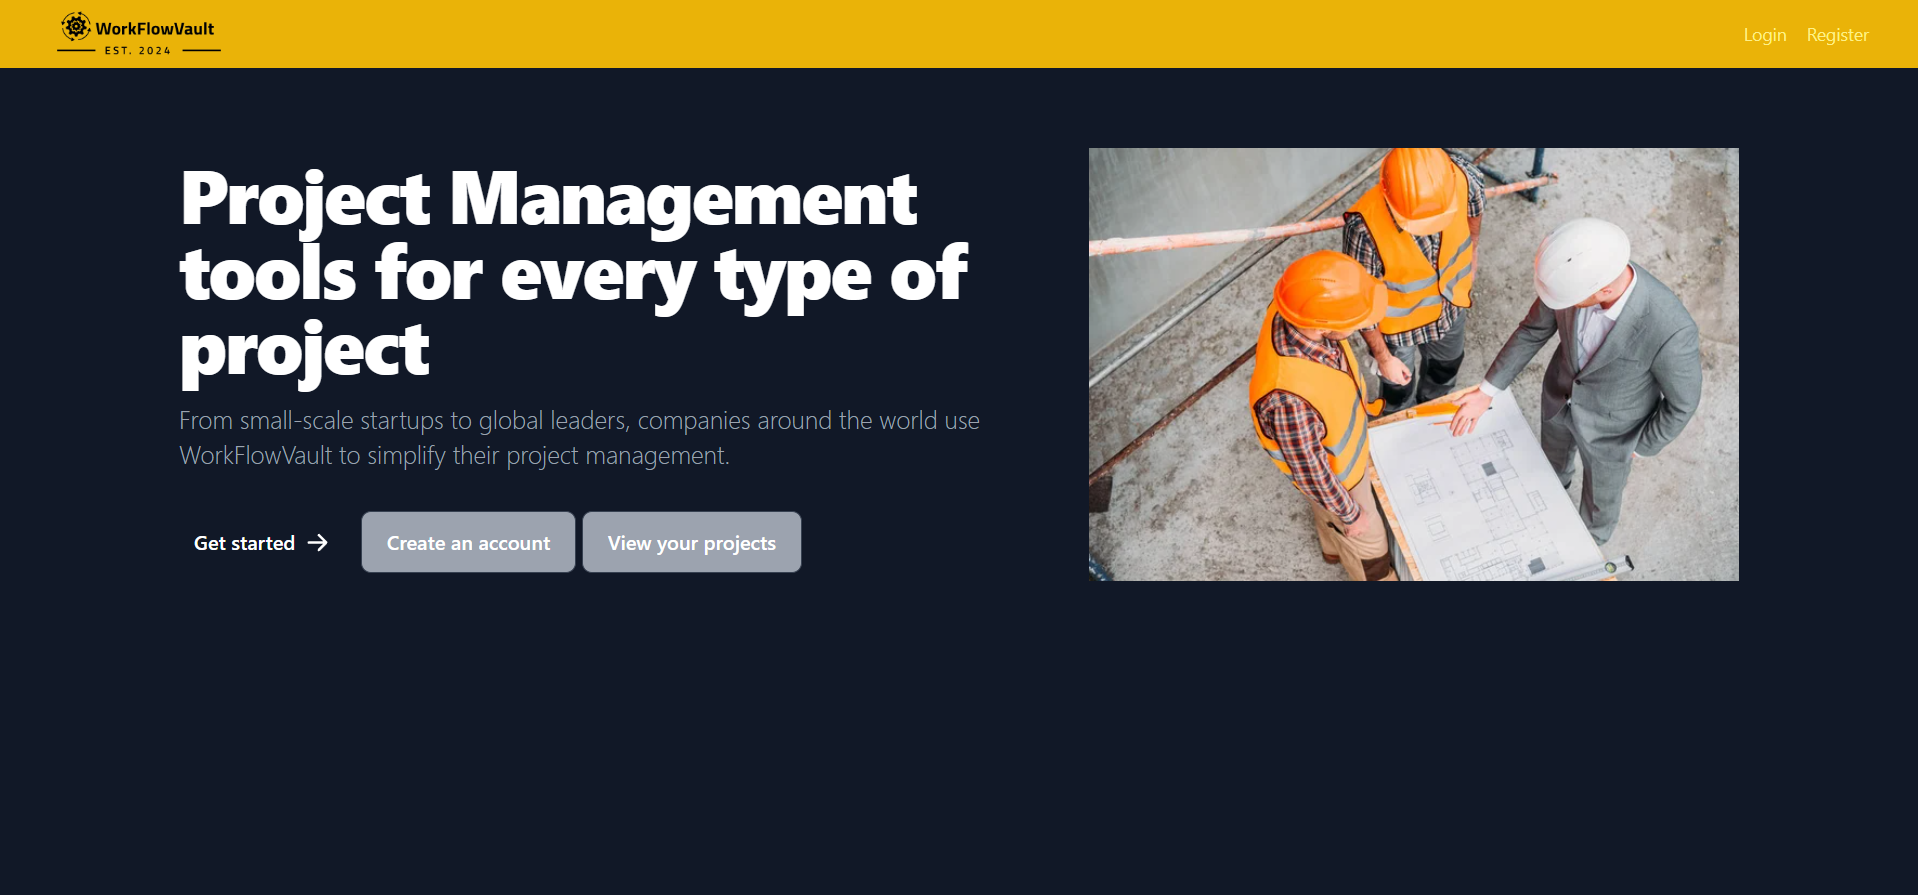 WorkFlowVault
EST. 2024
Login Register
Project Management
tools for every type of
project
From small-scale startups to global leaders, companies around the world use
WorkFlowVault to simplify their project management.
Get started → Create an account View your projects